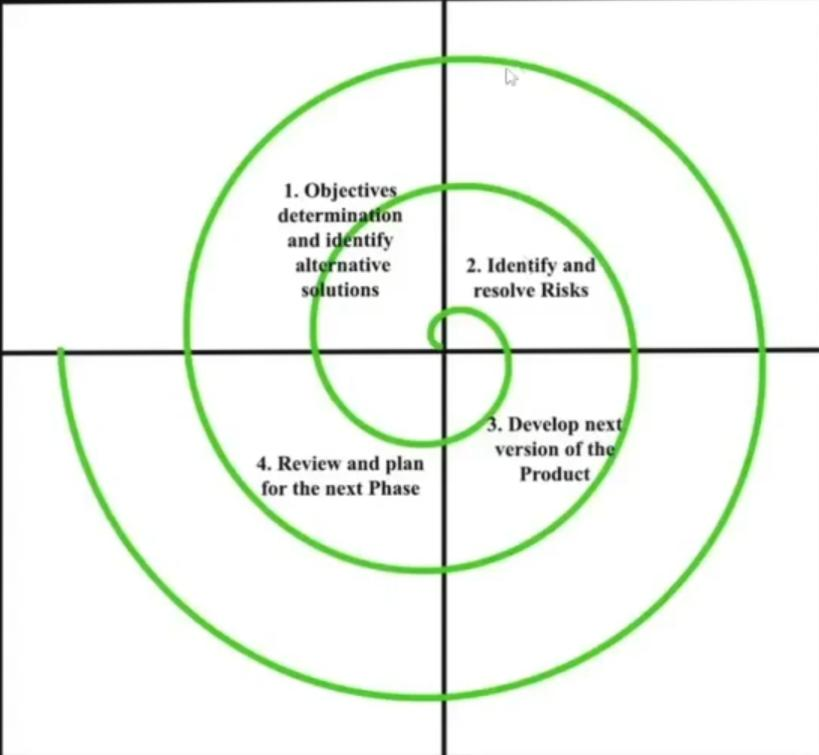 1. Objectives
determination
and identify
alternative
solutions
2. Identify and
resolve Risks
3. Develop next
version of the
Product
4. Review and plan
for the next Phase